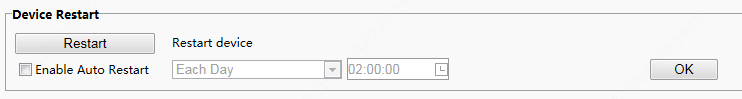 Device Restart
Restart Restart device
Enable Auto Restart Each Day 02:00:00 OK